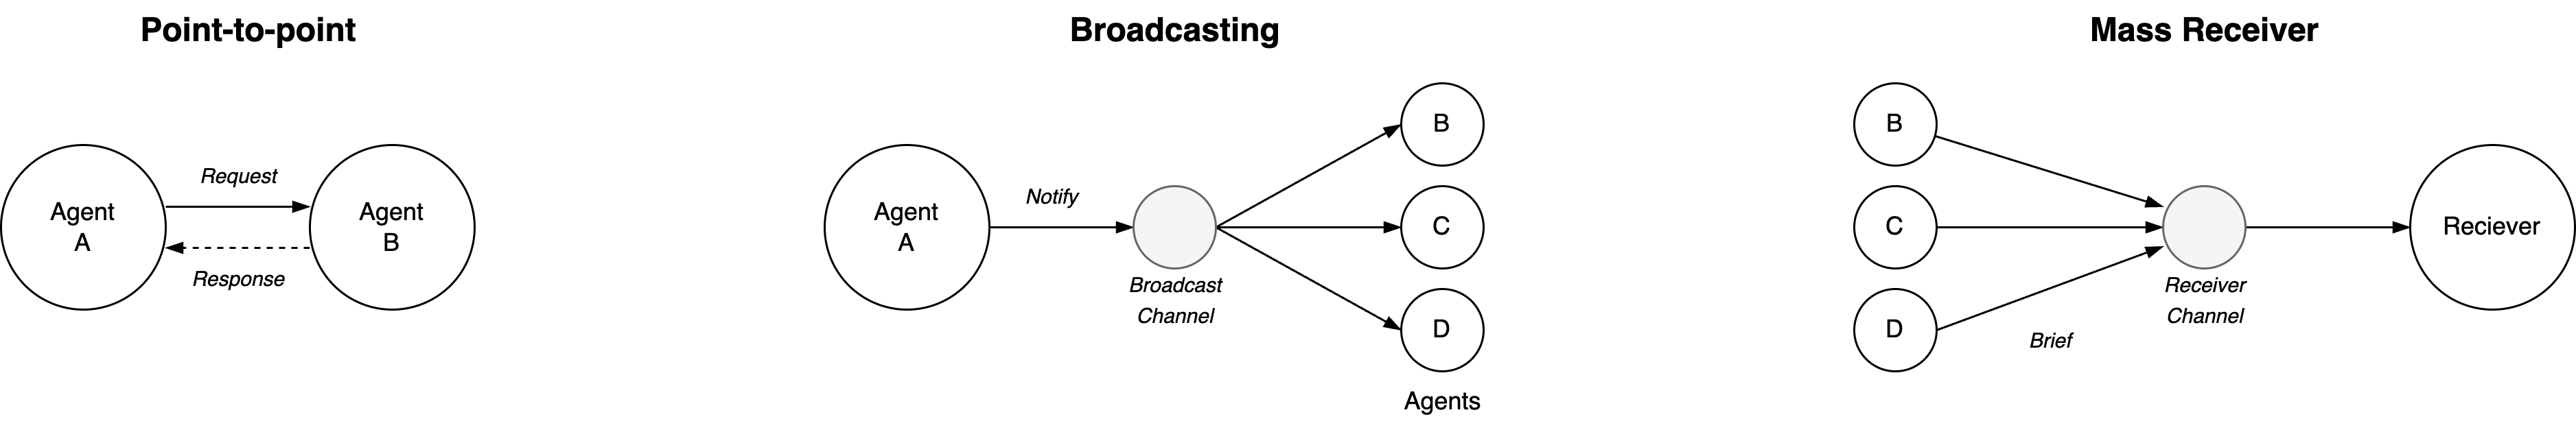 Point-to-point
Agent
A
Request
Response
Agent
B
Broadcasting
Agent
A
Notify
Broadcast
Channel
B
C
D
Agents
Mass Receiver
B
C
D
Brief
Receiver
Channel
Reciever